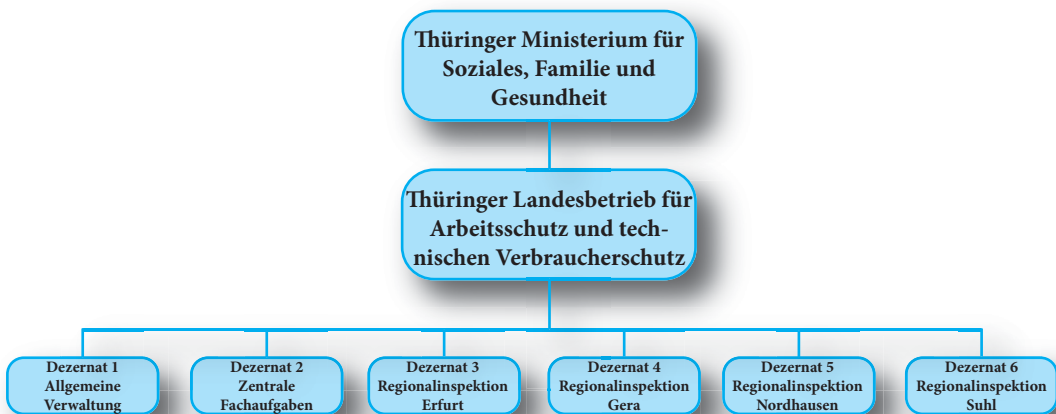 Thüringer Ministerium für
Soziales, Familie und
Gesundheit
Thüringer Landesbetrieb für
Arbeitsschutz und tech-
nischen Verbraucherschutz
Dezernat 1
Allgemeine
Verwaltung
Dezernat 2
Zentrale
Fachaufgaben
Dezernat 3
Regionalinspektion
Erfurt
Dezernat 4
Regionalinspektion
Gera
Dezernat 5
Regionalinspektion
Nordhausen
Dezernat 6
Regionalinspektion
Suhl